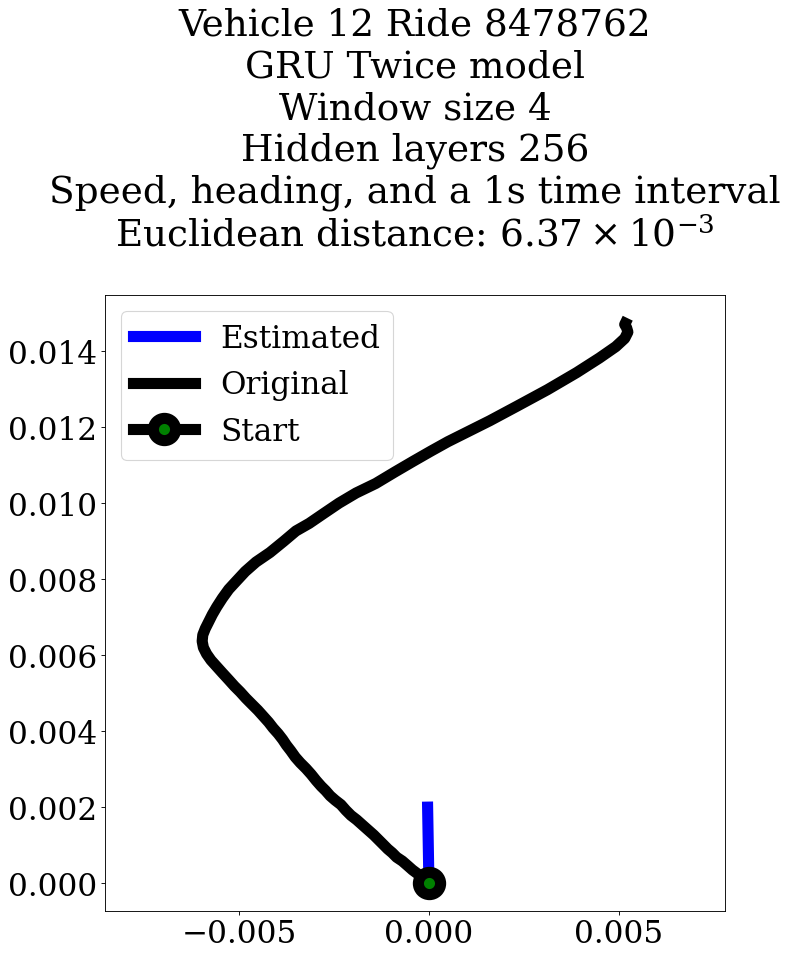 Vehicle 12 Ride 8478762
GRU Twice model
Window size 4
Hidden layers 256
Speed, heading, and a 1s time interval
Euclidean distance: 6.37 × 10⁻³
Estimated
Original
Start
0.014
0.012
0.010
0.008
0.006
0.004
0.002
0.000
−0.005
0.000
0.005